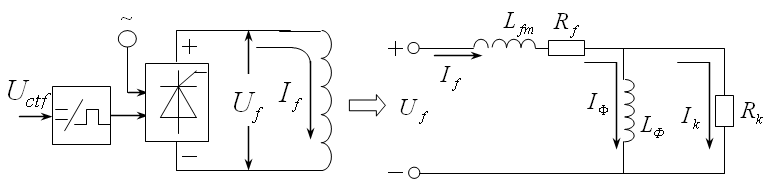 ~
U_ctf
+
U_f
I_f
−
+
I_f
L_fm
R_f
U_f
I_Φ
L_Φ
I_k
R_k
−